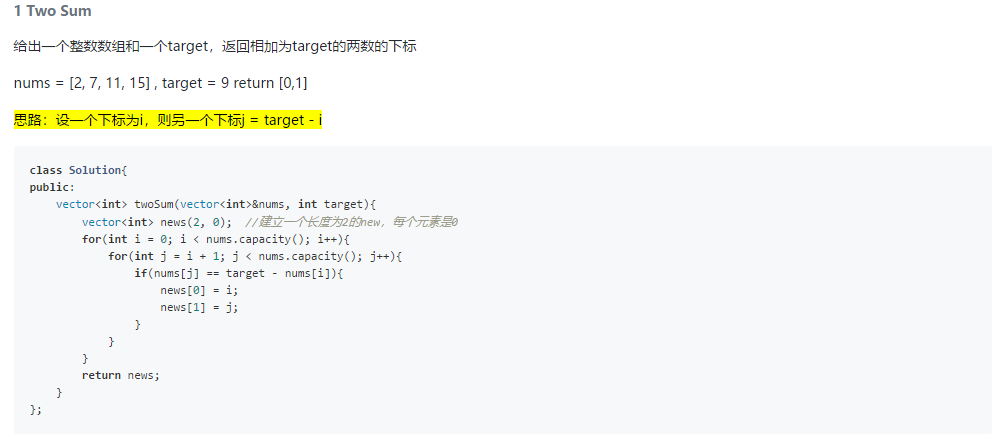 1 Two Sum
给出一个整数数组和一个target，返回相加为target的两数的下标
nums = [2, 7, 11, 15] , target = 9 return [0,1]
思路：设一个下标为i，则另一个下标j = target - i
class Solution{
public:
    vector<int> twoSum(vector<int>&nums, int target){
        vector<int> news(2, 0);  //建立一个长度为2的new，每个元素是0
        for(int i = 0; i < nums.capacity(); i++){
            for(int j = i + 1; j < nums.capacity(); j++){
                if(nums[j] == target - nums[i]){
                    news[0] = i;
                    news[1] = j;
                }
            }
        }
        return news;
    }
};